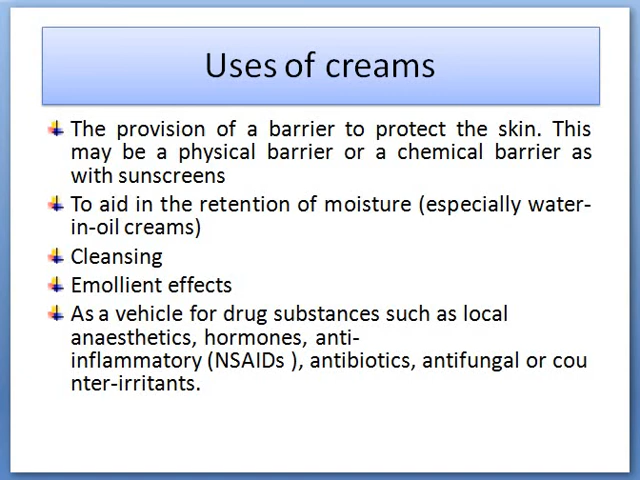 Uses of creams
The provision of a barrier to protect the skin. This
may be a physical barrier or a chemical barrier as
with sunscreens
To aid in the retention of moisture (especially water-
in-oil creams)
Cleansing
Emollient effects
As a vehicle for drug substances such as local
anaesthetics, hormones, anti-
inflammatory (NSAIDs ), antibiotics, antifungal or cou
nter-irritants.